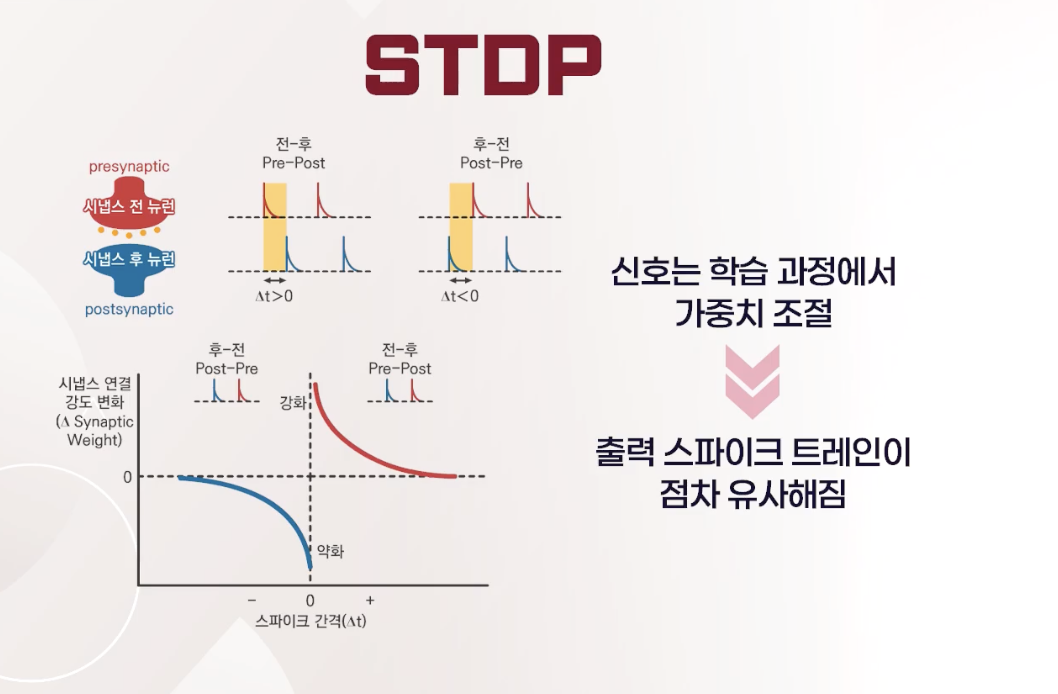 STDP
전-후
Pre-Post
후-전
Post-Pre
presynaptic
시냅스 전 뉴런
시냅스 후 뉴런
postsynaptic
Δt>0
Δt<0
신호는 학습 과정에서
가중치 조절
출력 스파이크 트레인이
점차 유사해짐
후-전
Post-Pre
전-후
Pre-Post
시냅스 연결
강도 변화
(Δ Synaptic
Weight)
강화
0
약화
- 0 +
스파이크 간격(Δt)